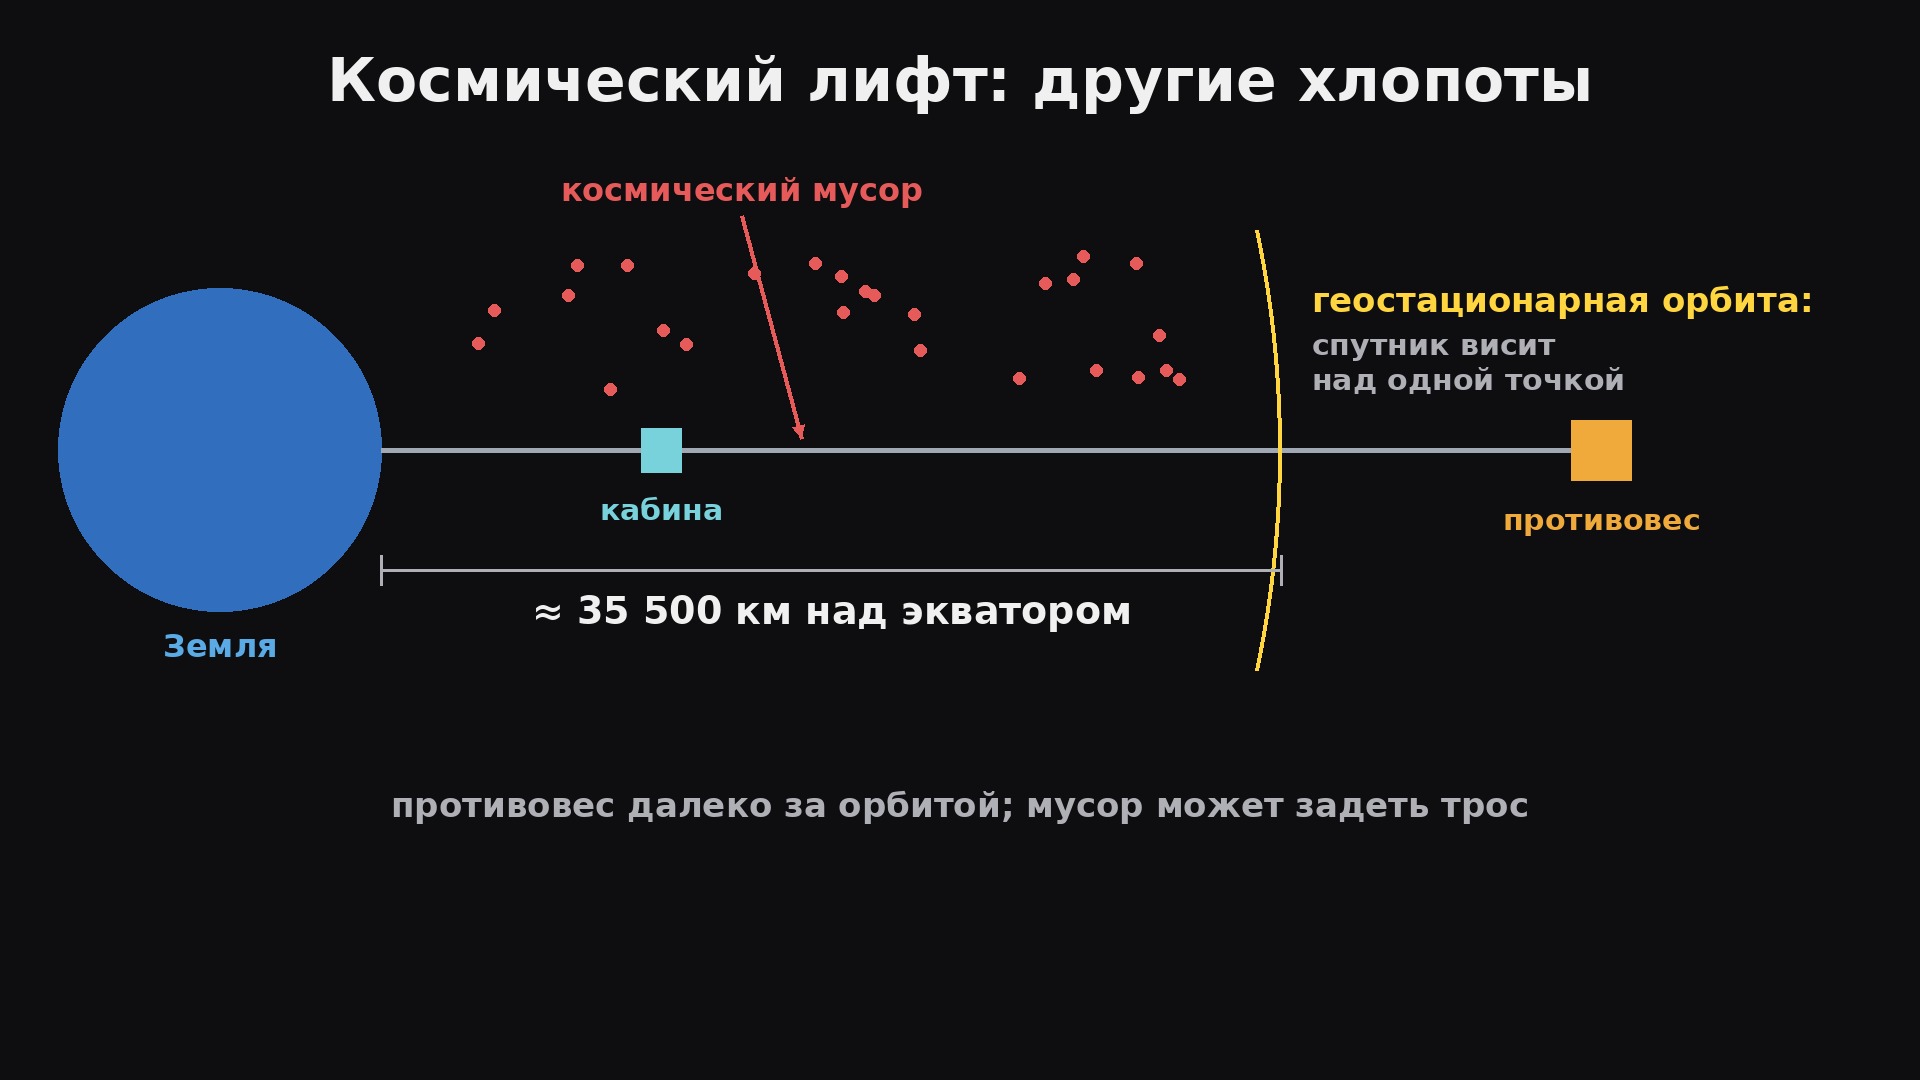 Космический лифт: другие хлопоты
космический мусор
геостационарная орбита:
спутник висит
над одной точкой
кабина
противовес
≈ 35 500 км над экватором
Земля
противовес далеко за орбитой; мусор может задеть трос